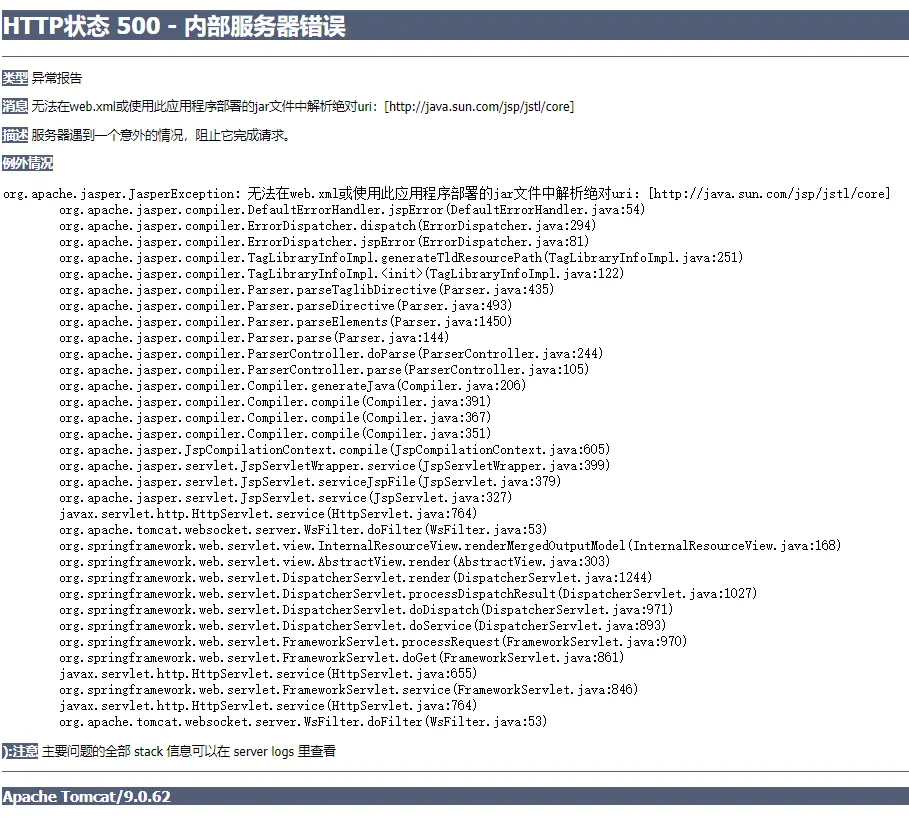 HTTP状态 500 - 内部服务器错误
类型 异常报告
消息 无法在web.xml或使用此应用程序部署的jar文件中解析绝对uri：[http://java.sun.com/jsp/jstl/core]
描述 服务器遇到一个意外的情况，阻止它完成请求。
例外情况
org.apache.jasper.JasperException: 无法在web.xml或使用此应用程序部署的jar文件中解析绝对uri：[http://java.sun.com/jsp/jstl/core]
org.apache.jasper.compiler.DefaultErrorHandler.jspError(DefaultErrorHandler.java:54)
org.apache.jasper.compiler.ErrorDispatcher.dispatch(ErrorDispatcher.java:294)
org.apache.jasper.compiler.ErrorDispatcher.jspError(ErrorDispatcher.java:81)
org.apache.jasper.compiler.TagLibraryInfoImpl.generateTldResourcePath(TagLibraryInfoImpl.java:251)
org.apache.jasper.compiler.TagLibraryInfoImpl.<init>(TagLibraryInfoImpl.java:122)
org.apache.jasper.compiler.Parser.parseTaglibDirective(Parser.java:435)
org.apache.jasper.compiler.Parser.parseDirective(Parser.java:493)
org.apache.jasper.compiler.Parser.parseElements(Parser.java:1450)
org.apache.jasper.compiler.Parser.parse(Parser.java:144)
org.apache.jasper.compiler.ParserController.doParse(ParserController.java:244)
org.apache.jasper.compiler.ParserController.parse(ParserController.java:105)
org.apache.jasper.compiler.Compiler.generateJava(Compiler.java:206)
org.apache.jasper.compiler.Compiler.compile(Compiler.java:391)
org.apache.jasper.compiler.Compiler.compile(Compiler.java:367)
org.apache.jasper.compiler.Compiler.compile(Compiler.java:351)
org.apache.jasper.JspCompilationContext.compile(JspCompilationContext.java:605)
org.apache.jasper.servlet.JspServletWrapper.service(JspServletWrapper.java:399)
org.apache.jasper.servlet.JspServlet.serviceJspFile(JspServlet.java:379)
org.apache.jasper.servlet.JspServlet.service(JspServlet.java:327)
javax.servlet.http.HttpServlet.service(HttpServlet.java:764)
org.apache.tomcat.websocket.server.WsFilter.doFilter(WsFilter.java:53)
org.springframework.web.servlet.view.InternalResourceView.renderMergedOutputModel(InternalResourceView.java:168)
org.springframework.web.servlet.view.AbstractView.render(AbstractView.java:303)
org.springframework.web.servlet.DispatcherServlet.render(DispatcherServlet.java:1244)
org.springframework.web.servlet.DispatcherServlet.processDispatchResult(DispatcherServlet.java:1027)
org.springframework.web.servlet.DispatcherServlet.doDispatch(DispatcherServlet.java:971)
org.springframework.web.servlet.DispatcherServlet.doService(DispatcherServlet.java:893)
org.springframework.web.servlet.FrameworkServlet.processRequest(FrameworkServlet.java:970)
org.springframework.web.servlet.FrameworkServlet.doGet(FrameworkServlet.java:861)
javax.servlet.http.HttpServlet.service(HttpServlet.java:655)
org.springframework.web.servlet.FrameworkServlet.service(FrameworkServlet.java:846)
javax.servlet.http.HttpServlet.service(HttpServlet.java:764)
org.apache.tomcat.websocket.server.WsFilter.doFilter(WsFilter.java:53)
):注意 主要问题的全部 stack 信息可以在 server logs 里查看
Apache Tomcat/9.0.62